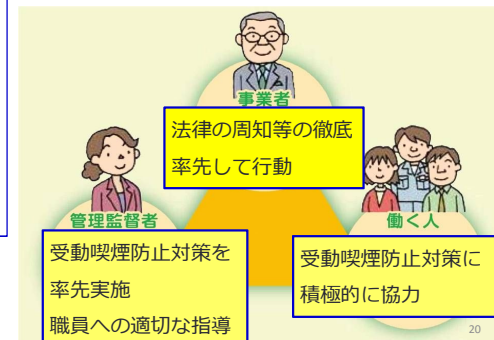 事業者
法律の周知等の徹底
率先して行動
管理監督者
受動喫煙防止対策を
率先実施
職員への適切な指導
働く人
受動喫煙防止対策に
積極的に協力
20